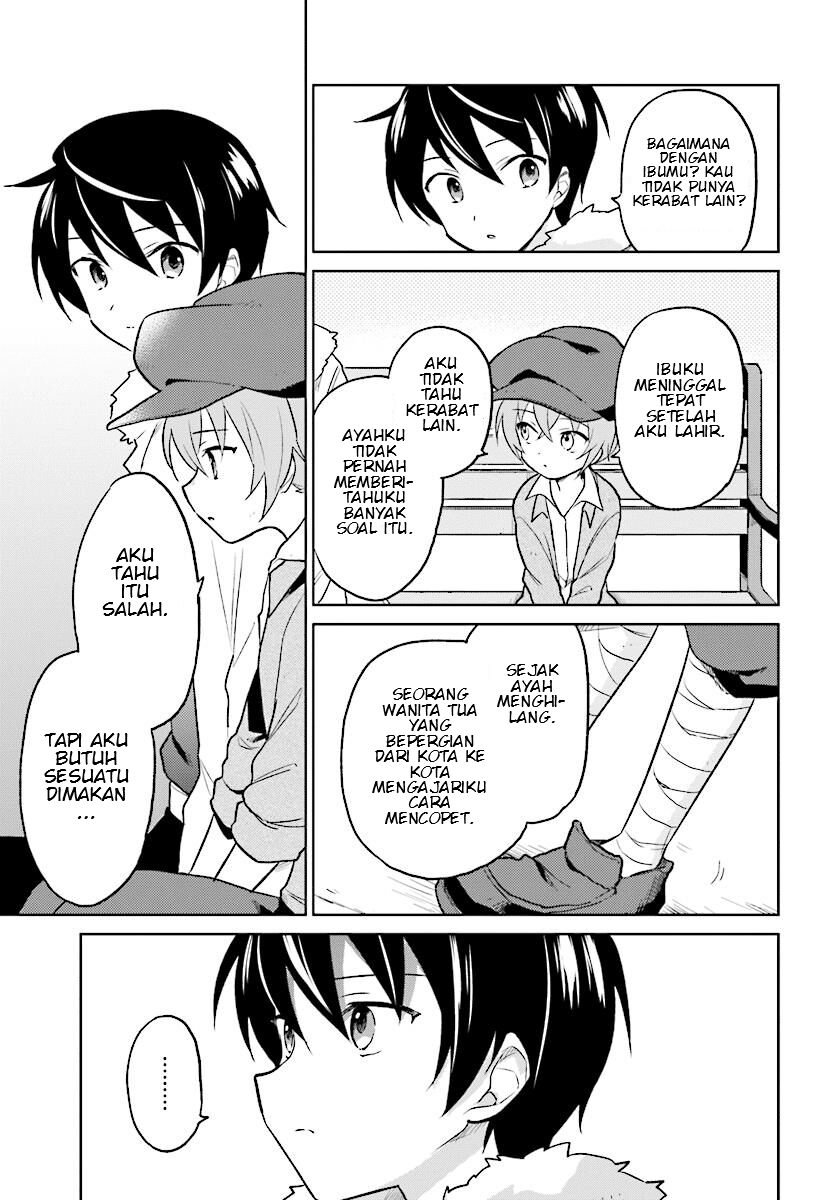 BAGAIMANA
DENGAN
IBUMU? KAU
TIDAK PUNYA
KERABAT LAIN?
IBUKU
MENINGGAL
TEPAT
SETELAH
AKU LAHIR.
AKU
TIDAK
TAHU
KERABAT
LAIN.
AYAHKU
TIDAK
PERNAH
MEMBERI-
TAHUKU
BANYAK
SOAL ITU.
SEJAK
AYAH
MENGHI-
LANG.
SEORANG
WANITA TUA
YANG
BEPERGIAN
DARI KOTA KE
KOTA
MENGAJARIKU
CARA
MENCOPET.
AKU
TAHU
ITU
SALAH.
TAPI AKU
BUTUH
SESUATU
DIMAKAN
...
.........